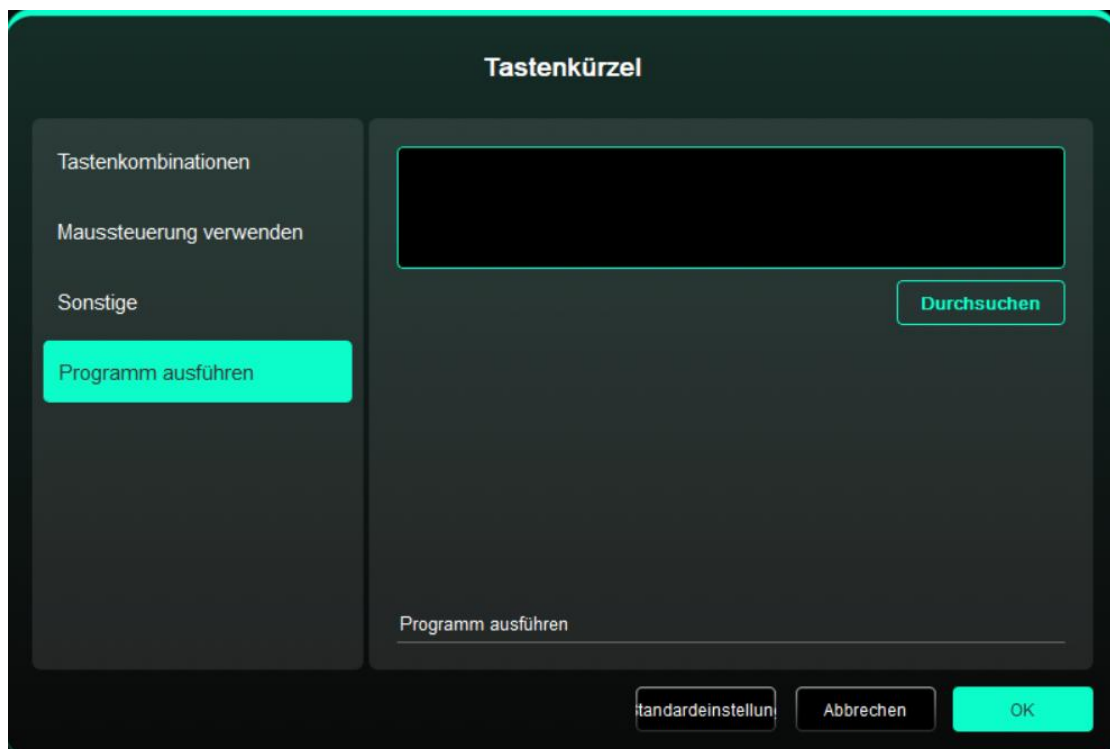 Tastenkürzel
Tastenkombinationen
Maussteuerung verwenden
Sonstige
Programm ausführen
Durchsuchen
Programm ausführen
tandardeinstellun
Abbrechen
OK